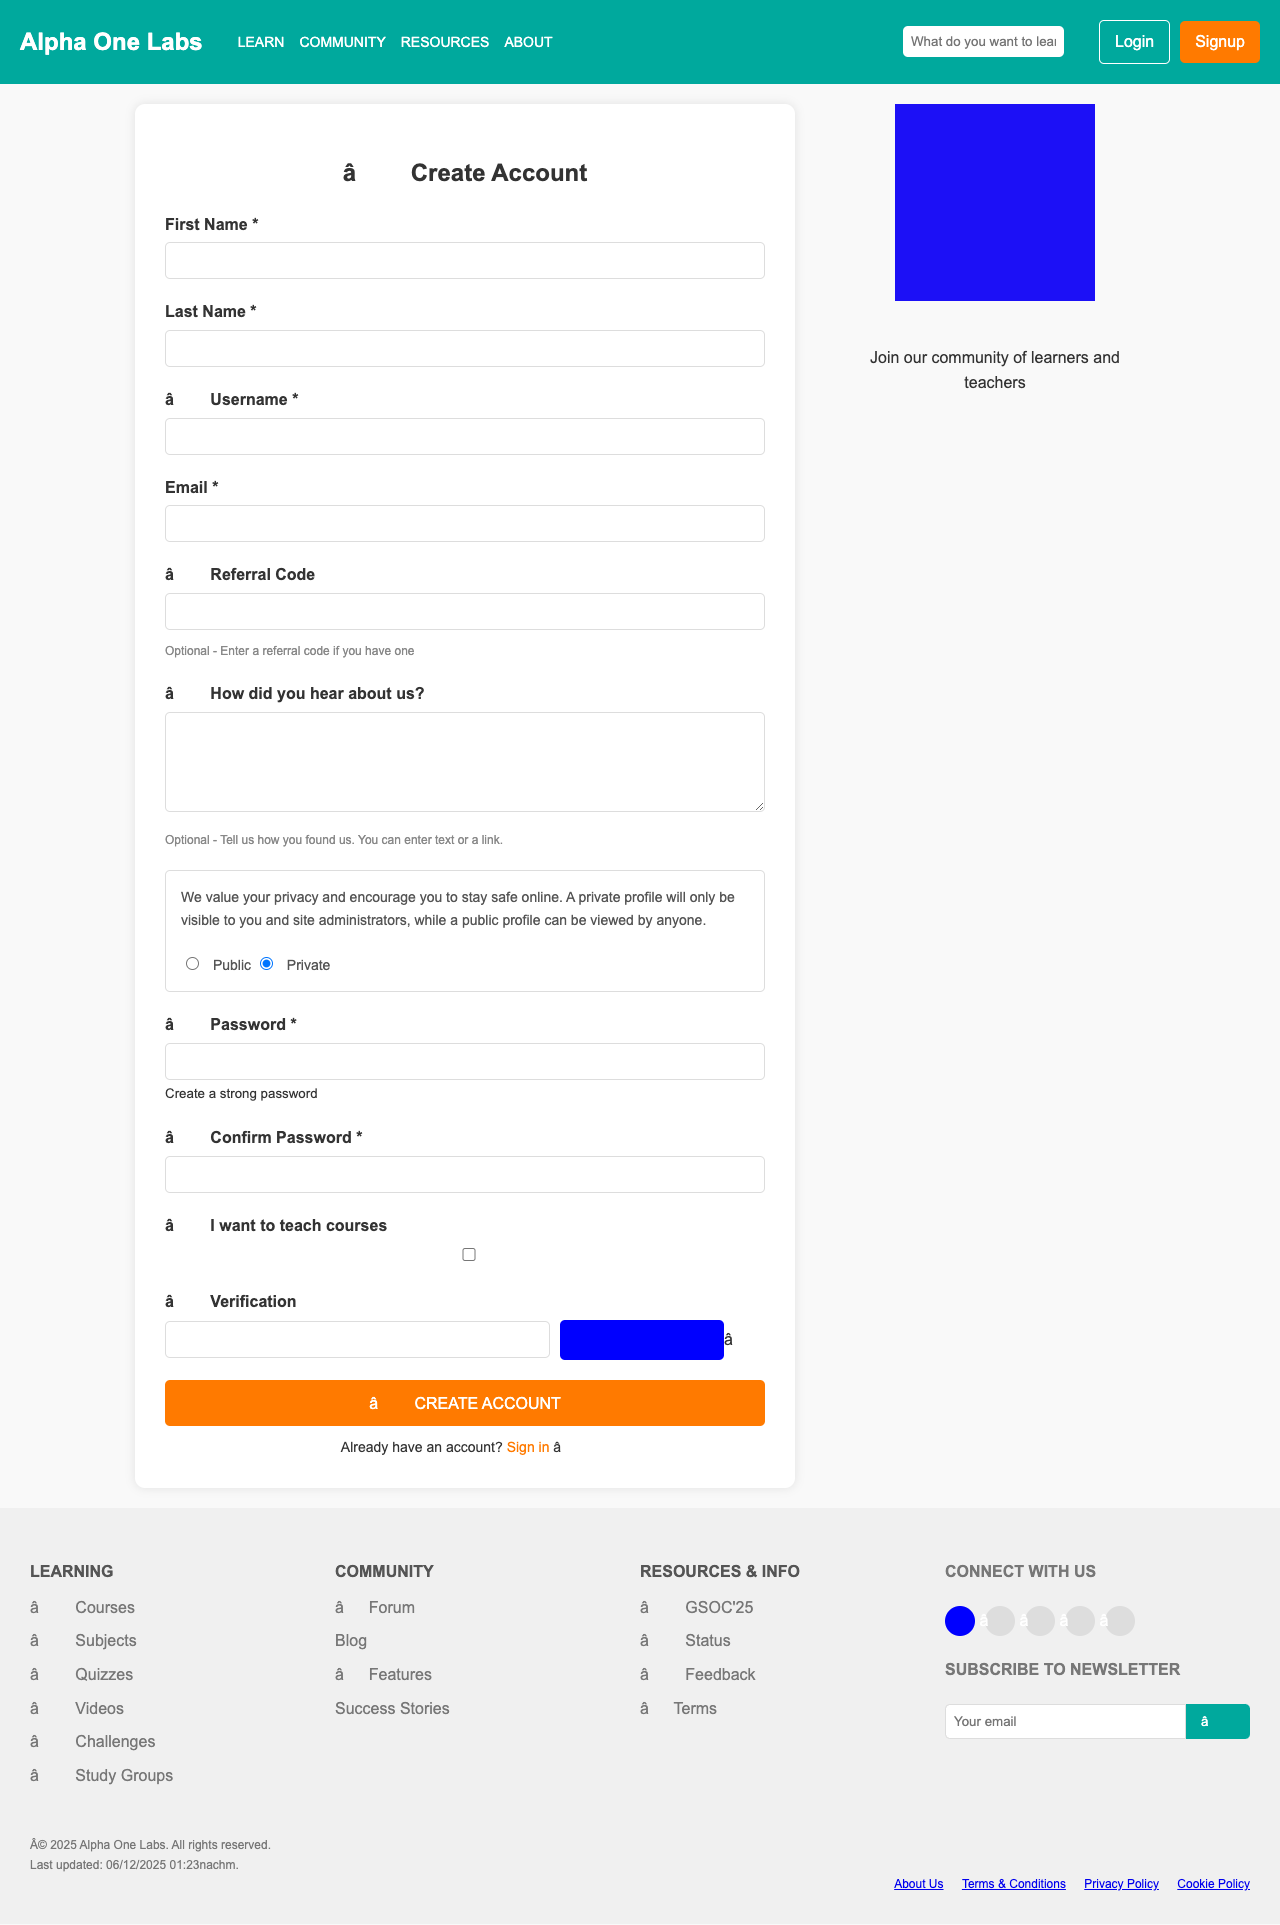 Alpha One Labs LEARN COMMUNITY RESOURCES ABOUT What do you want to lear Login Signup
â Create Account
First Name *
Last Name *
â Username *
Email *
â Referral Code
Optional - Enter a referral code if you have one
â How did you hear about us?
Optional - Tell us how you found us. You can enter text or a link.
We value your privacy and encourage you to stay safe online. A private profile will only be
visible to you and site administrators, while a public profile can be viewed by anyone.
Public Private
â Password *
Create a strong password
â Confirm Password *
â I want to teach courses
â Verification
â
â CREATE ACCOUNT
Already have an account? Sign in â
Join our community of learners and
teachers
LEARNING
â Courses
â Subjects
â Quizzes
â Videos
â Challenges
â Study Groups
COMMUNITY
â Forum
Blog
â Features
Success Stories
RESOURCES & INFO
â GSOC'25
â Status
â Feedback
â Terms
CONNECT WITH US
â â â â
SUBSCRIBE TO NEWSLETTER
Your email â
Â© 2025 Alpha One Labs. All rights reserved.
Last updated: 06/12/2025 01:23nachm.
About Us Terms & Conditions Privacy Policy Cookie Policy